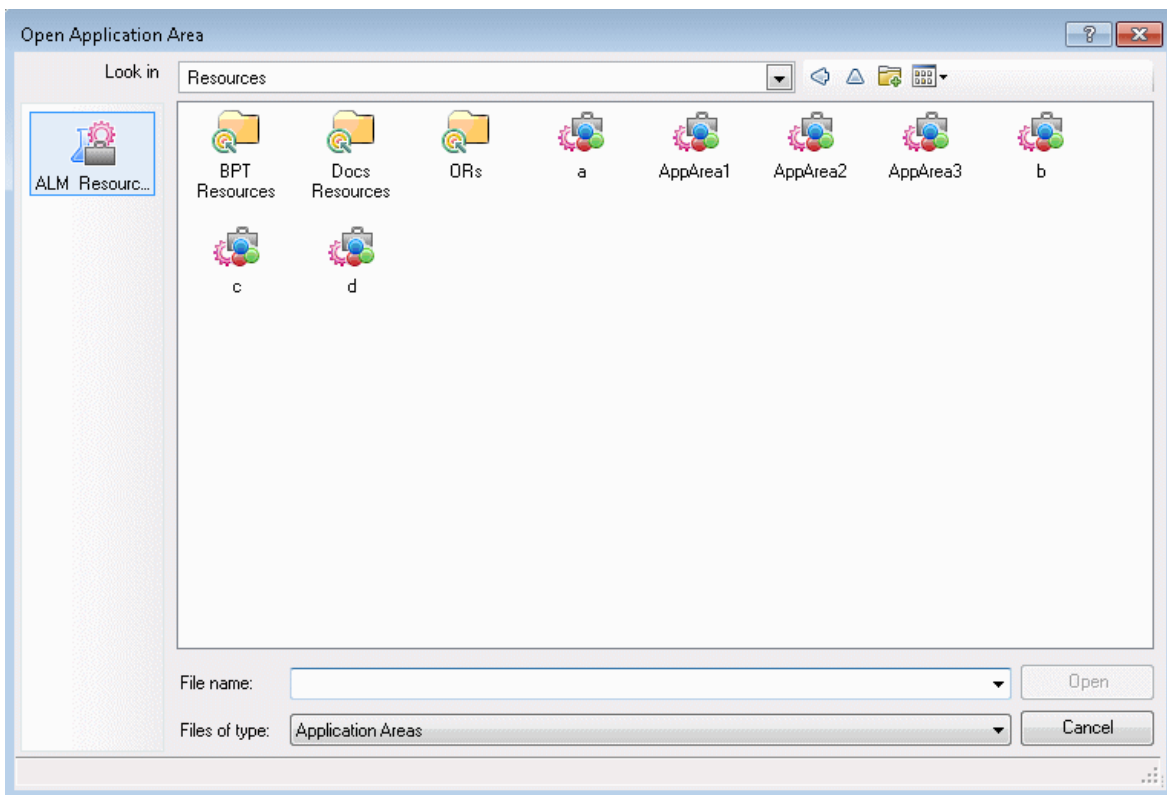 Open Application Area
Look in
Resources
ALM Resourc...
BPT
Resources
Docs
Resources
ORs
a
AppArea1
AppArea2
AppArea3
b
c
d
File name:
Open
Files of type:
Application Areas
Cancel